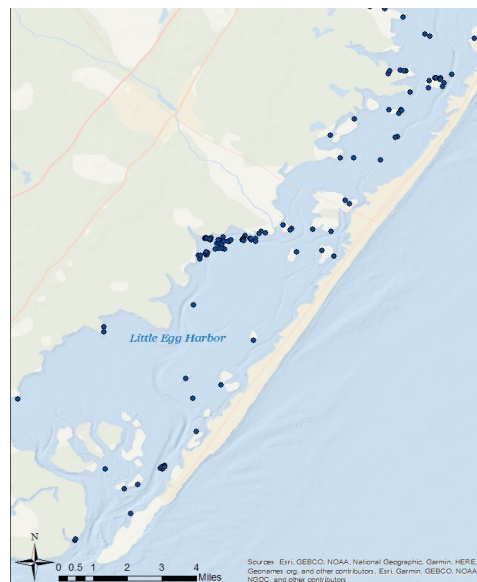 Little Egg Harbor
N
0 0.5 1 2 3 4
Miles
Sources: Esri, GEBCO, NOAA, National Geographic, Garmin, HERE,
Geonames.org, and other contributors, Esri, Garmin, GEBCO, NOAA
NGDC, and other contributors